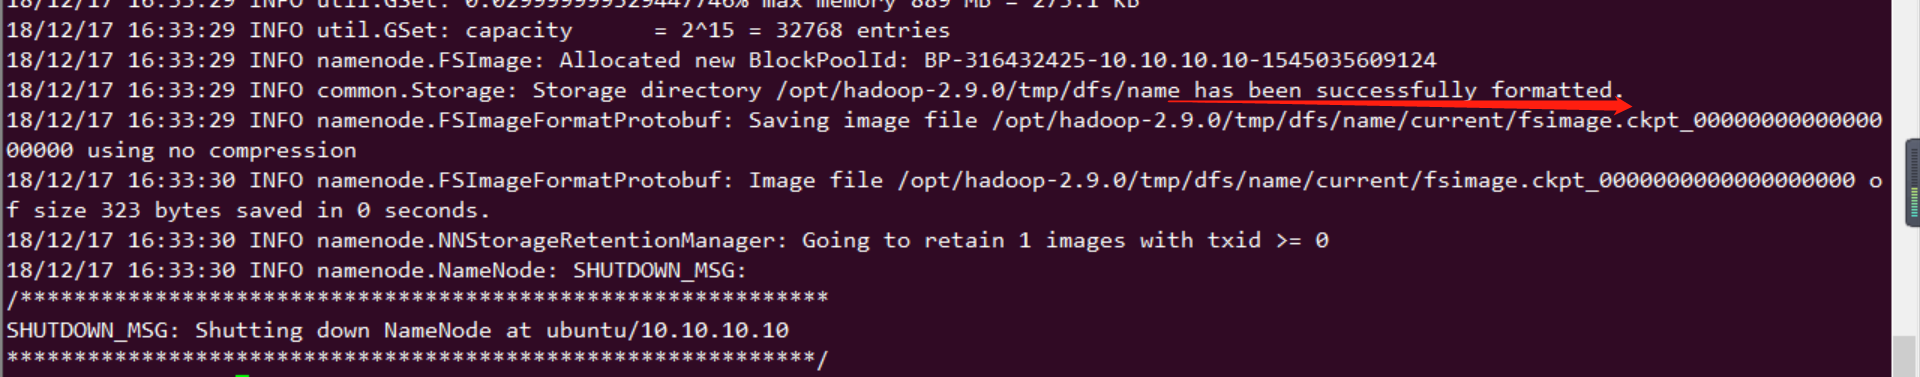 18/12/17 16:33:29 INFO util.GSet: 0.029999999329447746% max memory 889 MB = 273.1 KB
18/12/17 16:33:29 INFO util.GSet: capacity      = 2^15 = 32768 entries
18/12/17 16:33:29 INFO namenode.FSImage: Allocated new BlockPoolId: BP-316432425-10.10.10.10-1545035609124
18/12/17 16:33:29 INFO common.Storage: Storage directory /opt/hadoop-2.9.0/tmp/dfs/name has been successfully formatted.
18/12/17 16:33:29 INFO namenode.FSImageFormatProtobuf: Saving image file /opt/hadoop-2.9.0/tmp/dfs/name/current/fsimage.ckpt_00000000000000
00000 using no compression
18/12/17 16:33:30 INFO namenode.FSImageFormatProtobuf: Image file /opt/hadoop-2.9.0/tmp/dfs/name/current/fsimage.ckpt_0000000000000000000 o
f size 323 bytes saved in 0 seconds.
18/12/17 16:33:30 INFO namenode.NNStorageRetentionManager: Going to retain 1 images with txid >= 0
18/12/17 16:33:30 INFO namenode.NameNode: SHUTDOWN_MSG:
/************************************************************
SHUTDOWN_MSG: Shutting down NameNode at ubuntu/10.10.10.10
************************************************************/